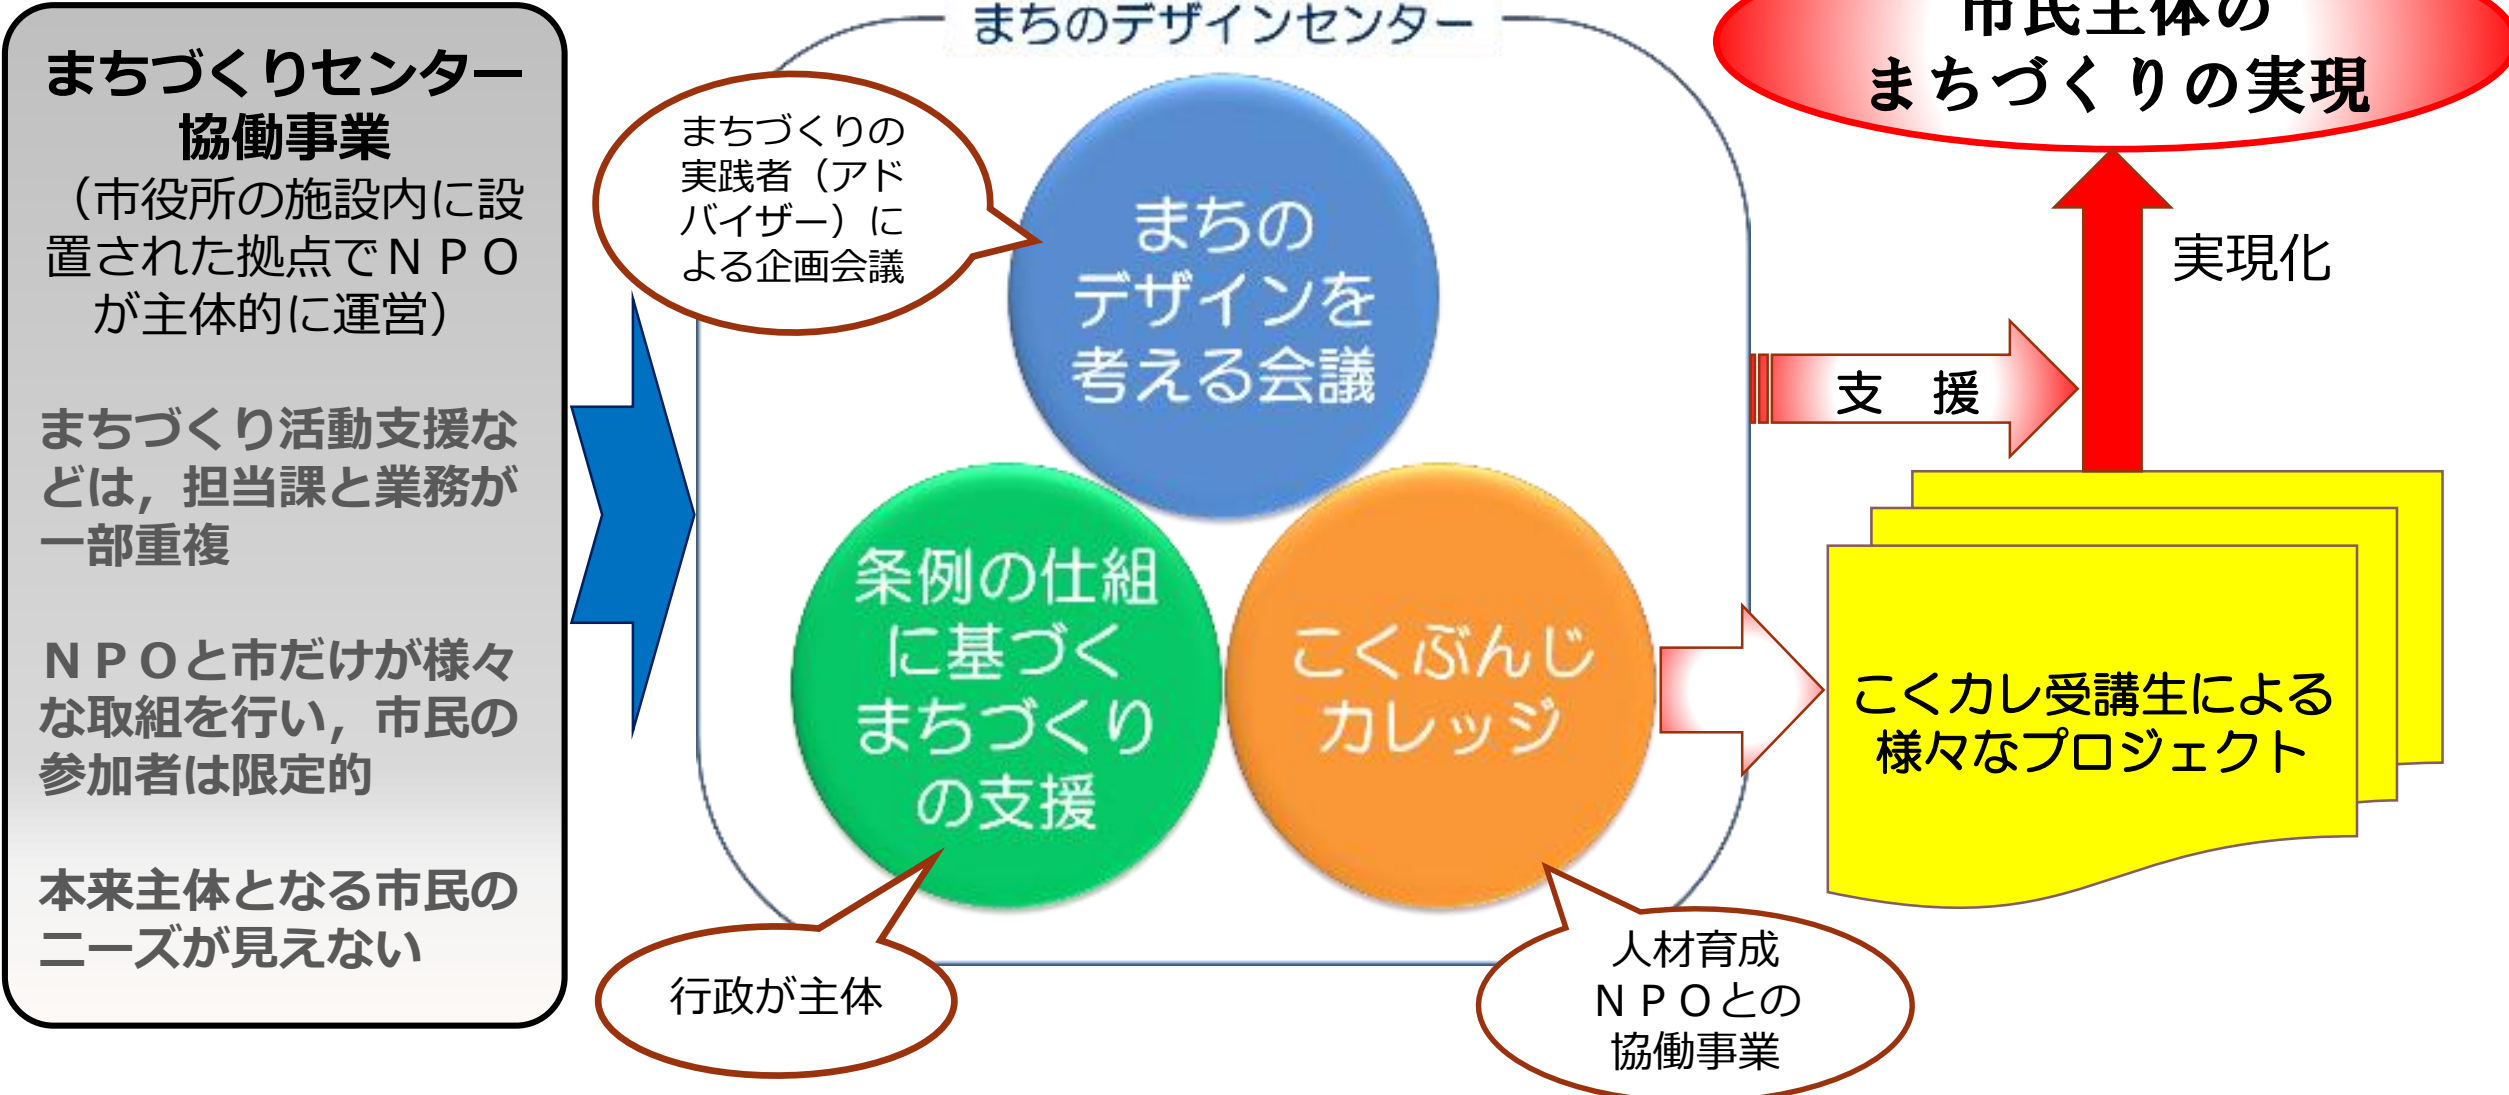 まちづくりセンター
協働事業
（市役所の施設内に設
置された拠点でＮＰＯ
が主体的に運営）
まちづくり活動支援な
どは，担当課と業務が
一部重複
ＮＰＯと市だけが様々
な取組を行い，市民の
参加者は限定的
本来主体となる市民の
ニーズが見えない
まちのデザインセンター
まちづくりの
実践者（アド
バイザー）に
よる企画会議
まちの
デザインを
考える会議
条例の仕組
に基づく
まちづくり
の支援
こくぶんじ
カレッジ
行政が主体
人材育成
ＮＰＯとの
協働事業
市民主体の
まちづくりの実現
実現化
支　援
こくカレ受講生による
様々なプロジェクト